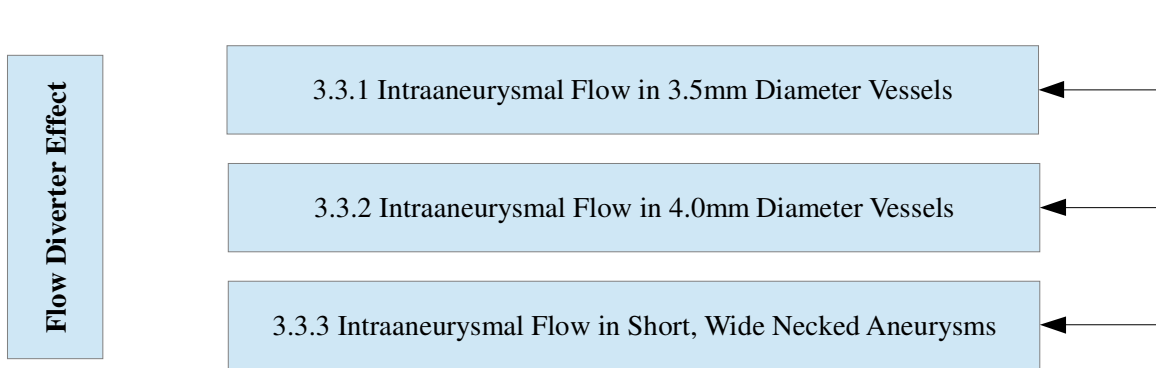 Flow Diverter Effect
3.3.1 Intraaneurysmal Flow in 3.5mm Diameter Vessels
3.3.2 Intraaneurysmal Flow in 4.0mm Diameter Vessels
3.3.3 Intraaneurysmal Flow in Short, Wide Necked Aneurysms